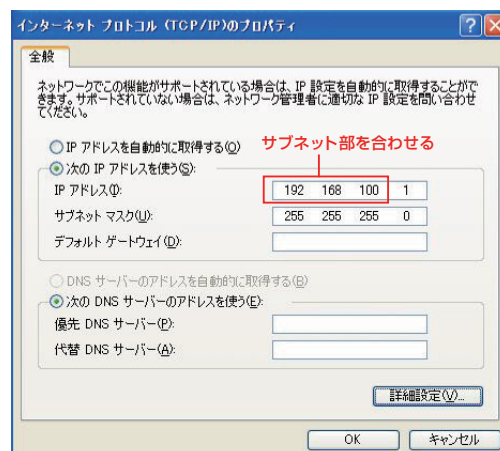 インターネット プロトコル (TCP/IP)のプロパティ
全般
ネットワークでこの機能がサポートされている場合は、IP 設定を自動的に取得することがで
きます。サポートされていない場合は、ネットワーク管理者に適切な IP 設定を問い合わせ
てください。
IP アドレスを自動的に取得する(O)
サブネット部を合わせる
次の IP アドレスを使う(S):
IP アドレス(I): 192 168 100 1
サブネット マスク(U): 255 255 255 0
デフォルト ゲートウェイ(D):
DNS サーバーのアドレスを自動的に取得する(B)
次の DNS サーバーのアドレスを使う(E):
優先 DNS サーバー(P):
代替 DNS サーバー(A):
詳細設定(V)...
OK キャンセル